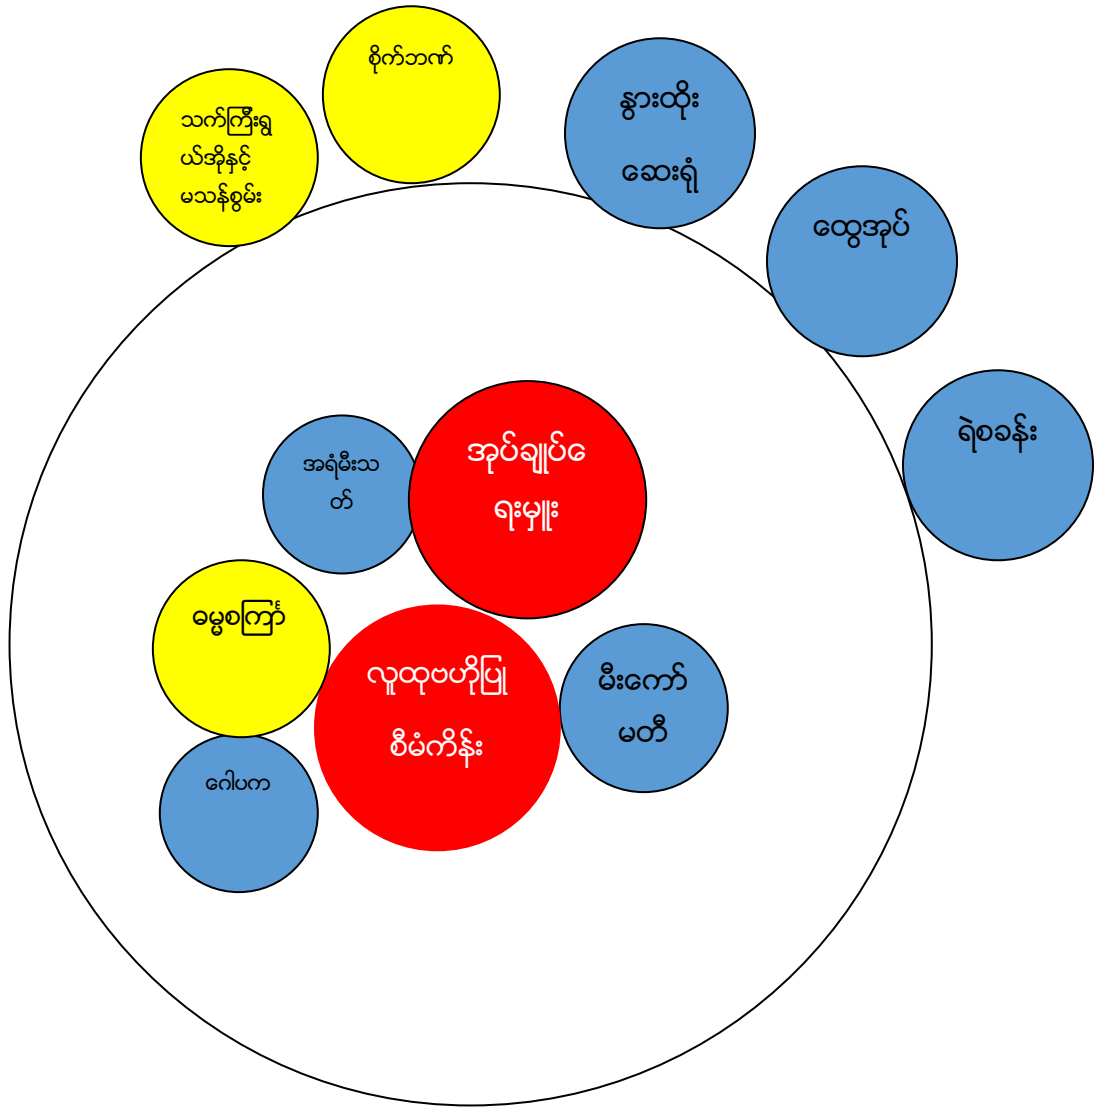 စိုက်ဘဏ်
သက်ကြီးရွ
ယ်အိုနှင့်
မသန်စွမ်း
နွားထိုး
ဆေးရုံ
ထွေအုပ်
ရဲစခန်း
အုပ်ချုပ်ေ
ရးမှူး
အရံမီးသ
တ်
ဓမ္မစကြာ်
လူထုဗဟိုပြု
စီမံကိန်း
မီးကော်
မတီ
ဂေါပက